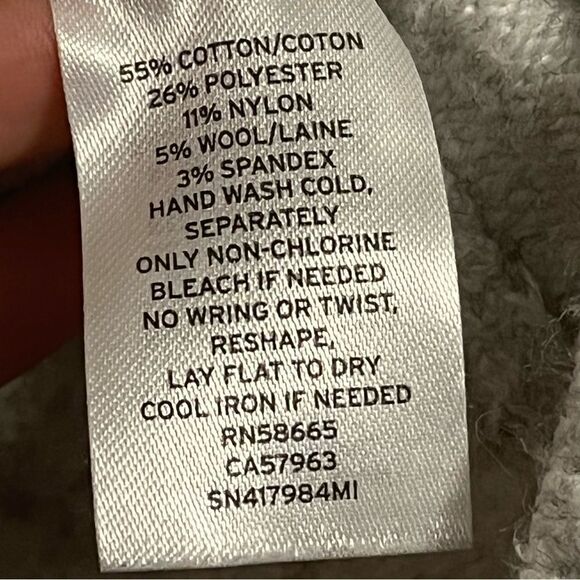 55% COTTON/COTON
26% POLYESTER
11% NYLON
5% WOOL/LAINE
3% SPANDEX
HAND WASH COLD,
SEPARATELY
ONLY NON-CHLORINE
BLEACH IF NEEDED
NO WRING OR TWIST,
RESHAPE,
LAY FLAT TO DRY
COOL IRON IF NEEDED
RN58665
CA57963
SN417984MI